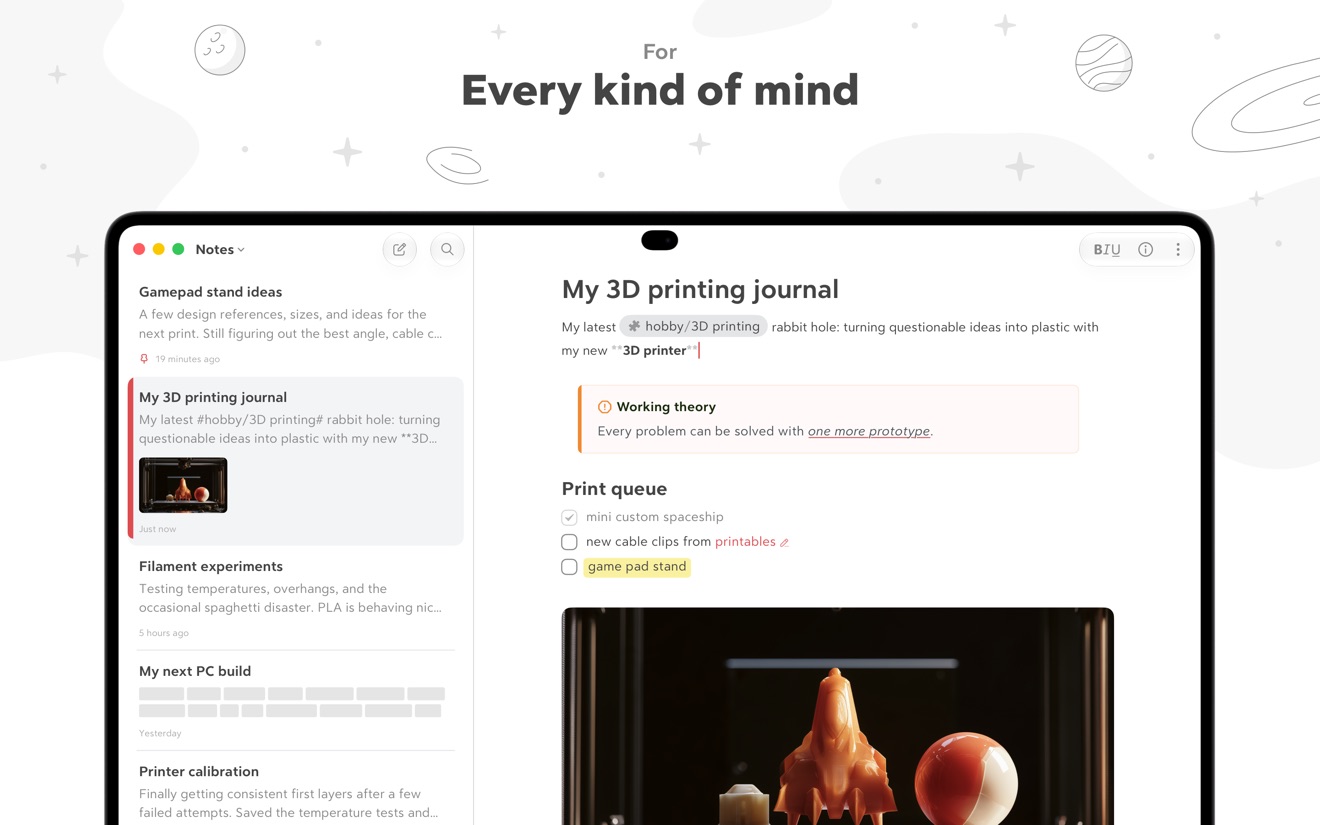 For
Every kind of mind
Notes
Gamepad stand ideas
A few design references, sizes, and ideas for the
next print. Still figuring out the best angle, cable c...
19 minutes ago
My 3D printing journal
My latest #hobby/3D printing# rabbit hole: turning
questionable ideas into plastic with my new **3D...
Just now
Filament experiments
Testing temperatures, overhangs, and the
occasional spaghetti disaster. PLA is behaving nic...
5 hours ago
My next PC build
Yesterday
Printer calibration
Finally getting consistent first layers after a few
failed attempts. Saved the temperature tests and...
BIU
My 3D printing journal
My latest hobby/3D printing rabbit hole: turning questionable ideas into plastic with
my new **3D printer**
Working theory
Every problem can be solved with one more prototype.
Print queue
mini custom spaceship
new cable clips from printables
game pad stand